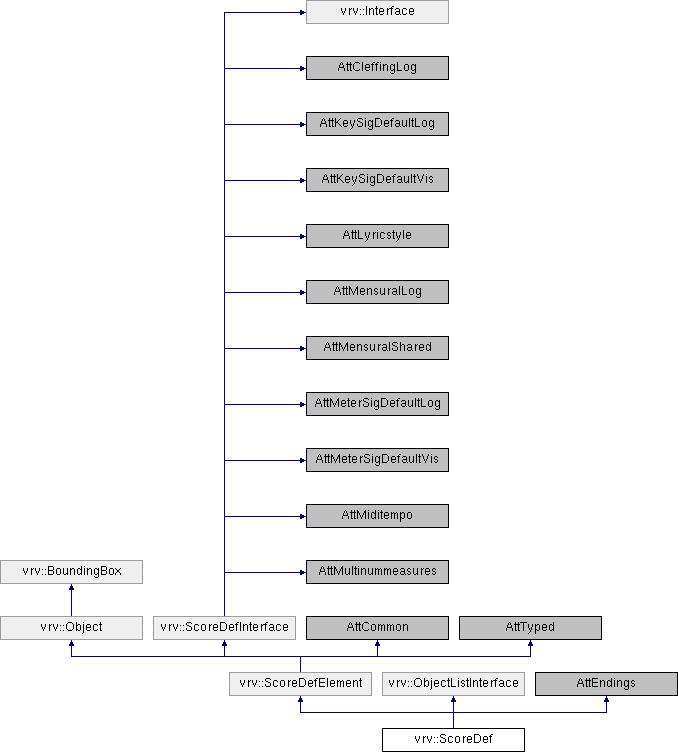 vrv::Interface
AttCleffingLog
AttKeySigDefaultLog
AttKeySigDefaultVis
AttLyricstyle
AttMensuralLog
AttMensuralShared
AttMeterSigDefaultLog
AttMeterSigDefaultVis
AttMiditempo
vrv::BoundingBox AttMultinummeasures
vrv::Object vrv::ScoreDefInterface AttCommon AttTyped
vrv::ScoreDefElement vrv::ObjectListInterface AttEndings
vrv::ScoreDef